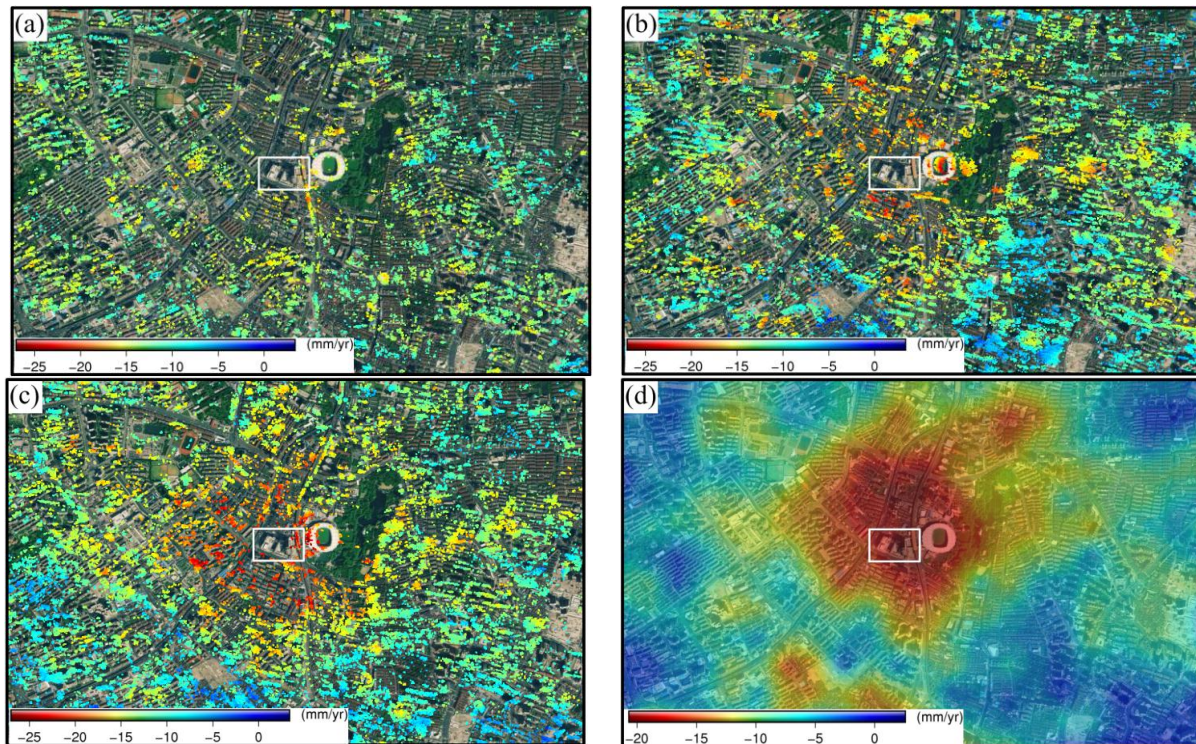 (a)
−25 −20 −15 −10 −5 0 (mm/yr)
(b)
−25 −20 −15 −10 −5 0 (mm/yr)
(c)
−25 −20 −15 −10 −5 0 (mm/yr)
(d)
−20 −15 −10 −5 0 (mm/yr)